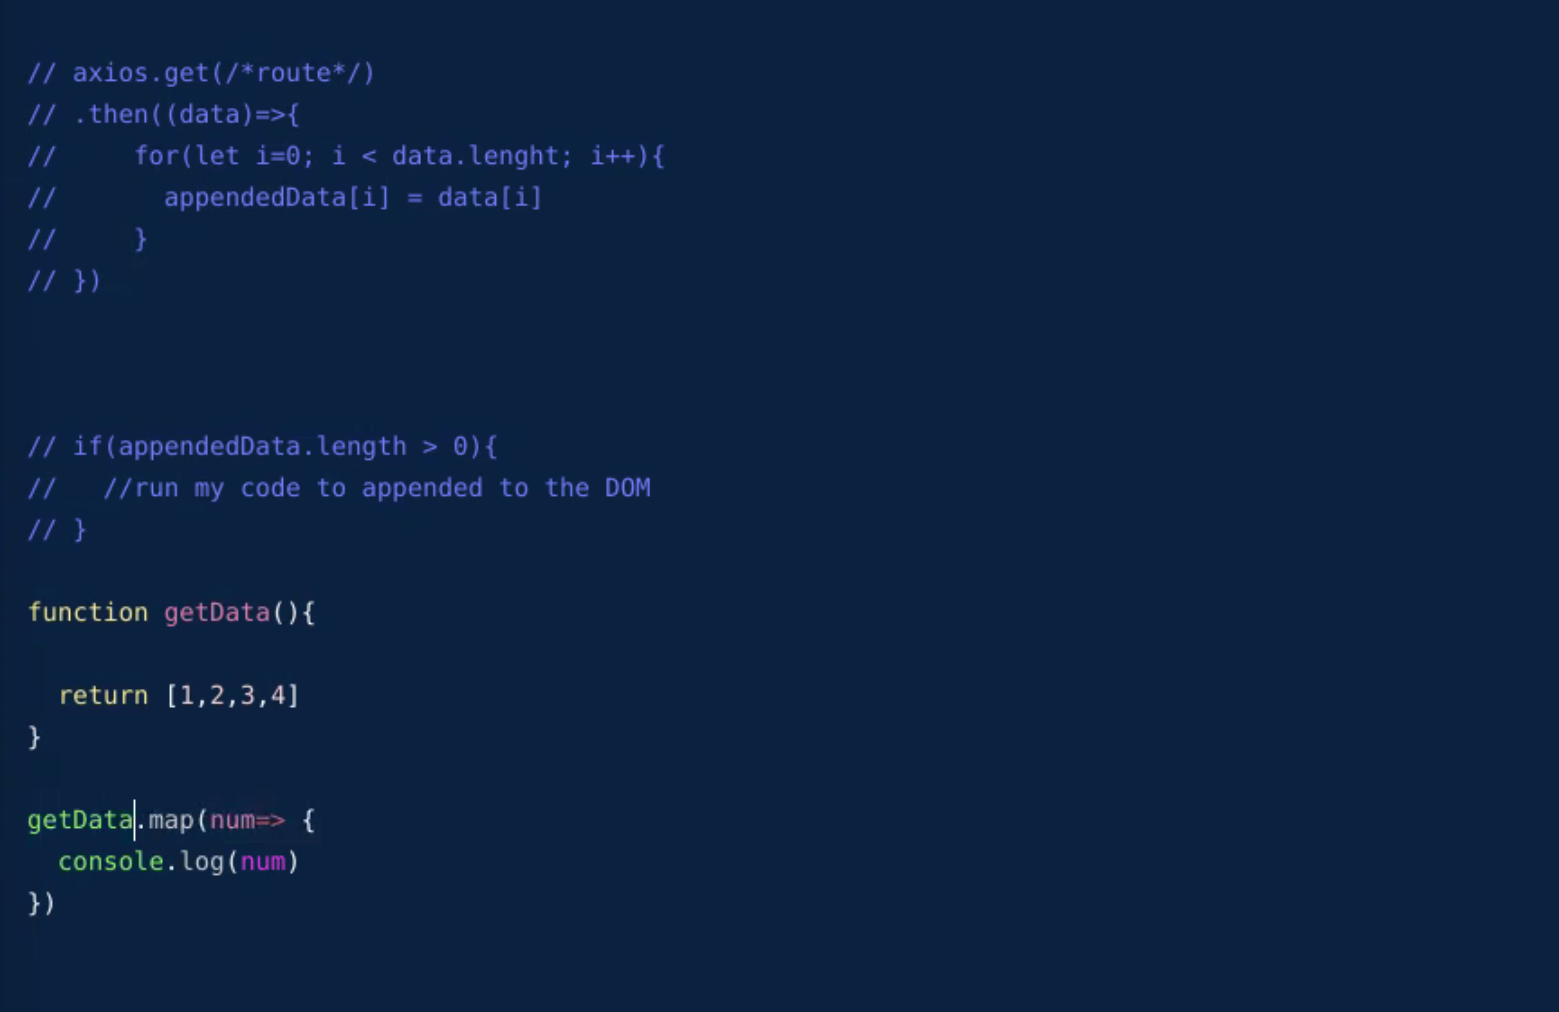 // axios.get(/*route*/)
// .then((data)=>{
//     for(let i=0; i < data.lenght; i++){
//       appendedData[i] = data[i]
//     }
// })
// if(appendedData.length > 0){
//   //run my code to appended to the DOM
// }
function getData(){
  return [1,2,3,4]
}
getData.map(num=> {
  console.log(num)
})